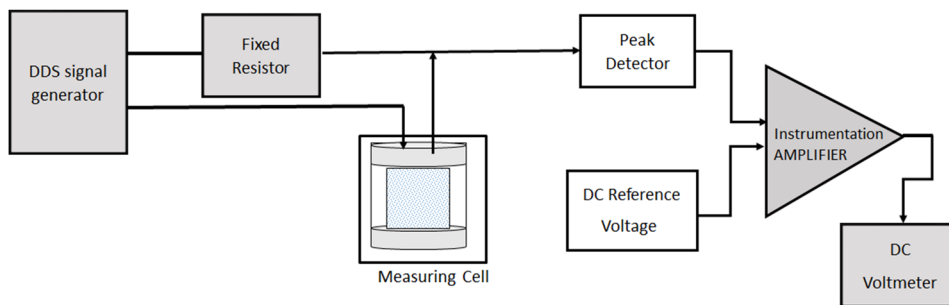 DDS signal
generator
Fixed
Resistor
Peak
Detector
Instrumentation
AMPLIFIER
DC Reference
Voltage
Measuring Cell
DC
Voltmeter